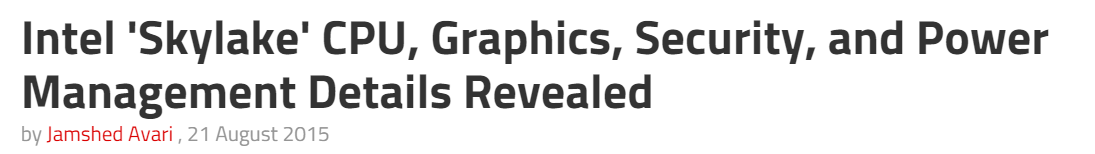 Intel 'Skylake' CPU, Graphics, Security, and Power
Management Details Revealed
by Jamshed Avari , 21 August 2015